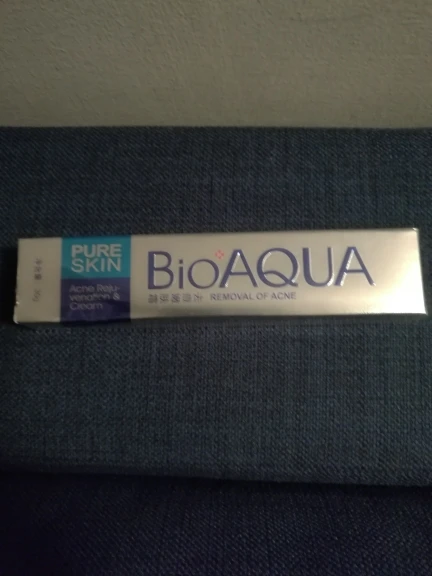 PURE
SKIN
Acne Reju-
venation &
Cream
BIOAQUA
REMOVAL OF ACNE